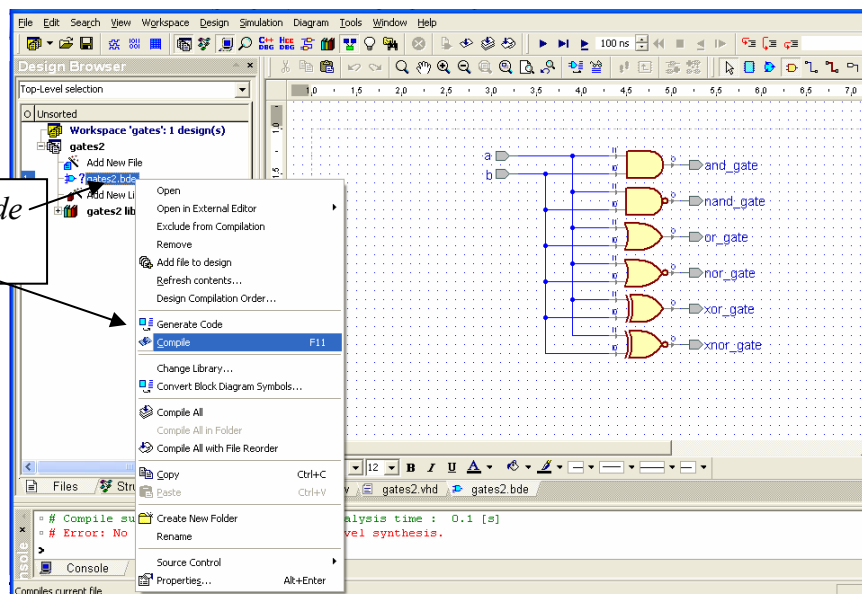 File Edit Search View Workspace Design Simulation Diagram Tools Window Help
100 ns
Design Browser
Top-Level selection
Unsorted
Workspace 'gates': 1 design(s)
gates2
Add New File
gates2.bde
Add New Li
gates2 lib
de
Open
Open in External Editor
Exclude from Compilation
Remove
Add file to design
Refresh contents...
Design Compilation Order...
Generate Code
Compile F11
Change Library...
Convert Block Diagram Symbols...
Compile All
Compile All in Folder
Compile All with File Reorder
Copy Ctrl+C
Paste Ctrl+V
Create New Folder
Rename
Source Control
Properties... Alt+Enter
1,0 1,5 2,0 2,5 3,0 3,5 4,0 4,5 5,0 5,5 6,0 6,5 7,0
1,0
1,5
a
b
and_gate
nand_gate
or_gate
nor_gate
xor_gate
xnor_gate
12 B I U A
Files Stru
gates2.vhd gates2.bde
# Compile su alysis time : 0.1 [s]
# Error: No vel synthesis.
>
Console
Compiles current file